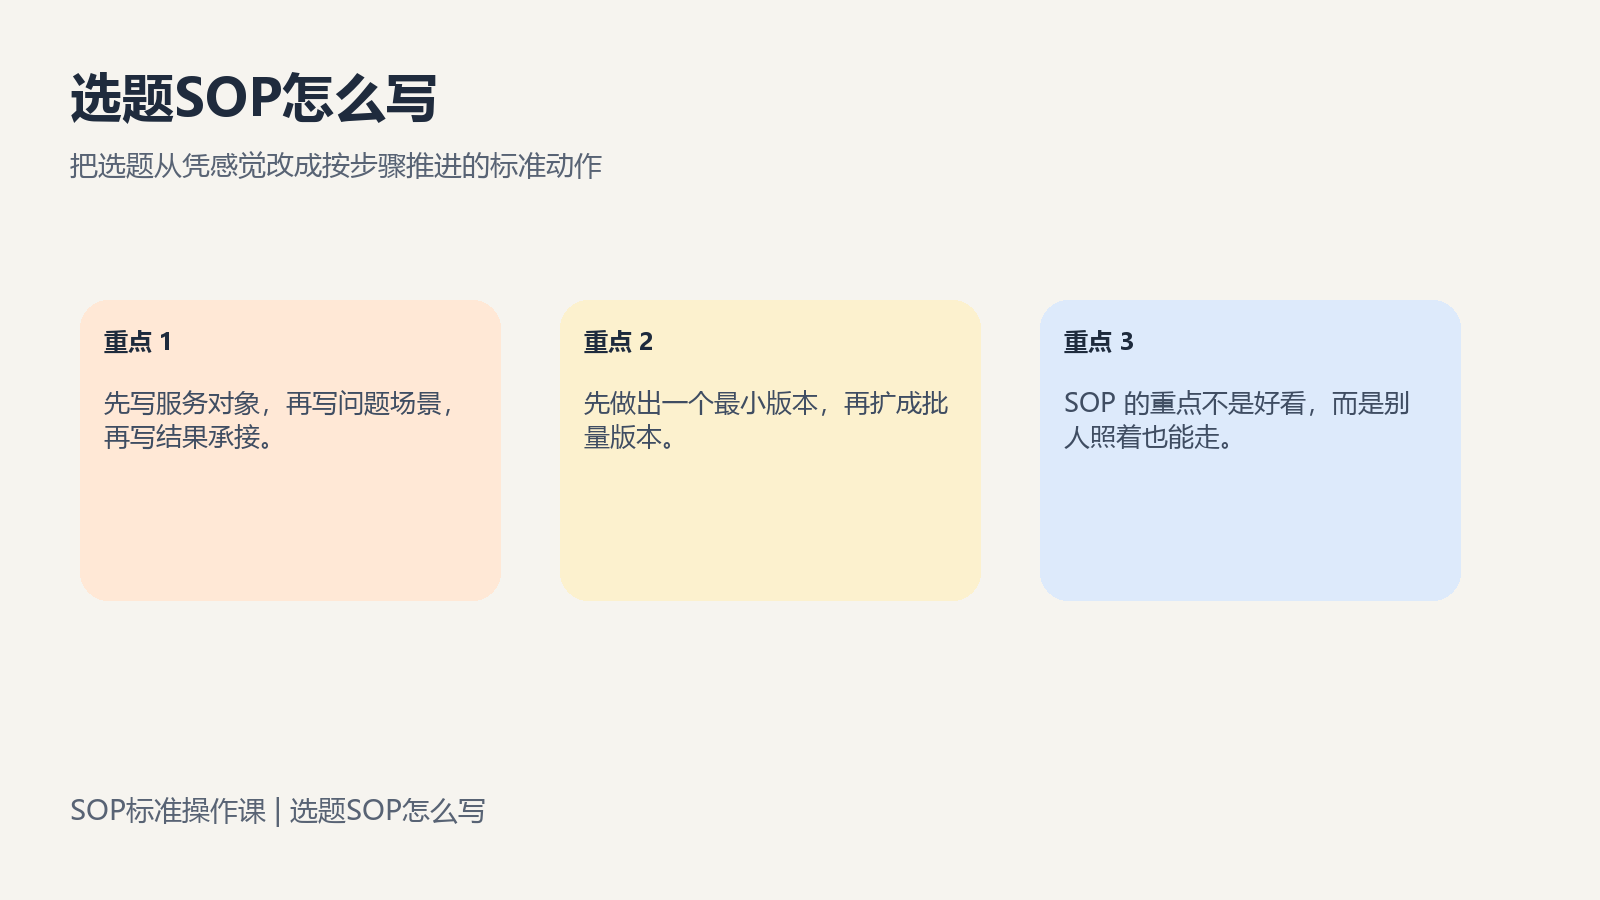 选题SOP怎么写
把选题从凭感觉改成按步骤推进的标准动作
重点 1
先写服务对象，再写问题场景，
再写结果承接。
重点 2
先做出一个最小版本，再扩成批
量版本。
重点 3
SOP 的重点不是好看，而是别
人照着也能走。
SOP标准操作课 | 选题SOP怎么写